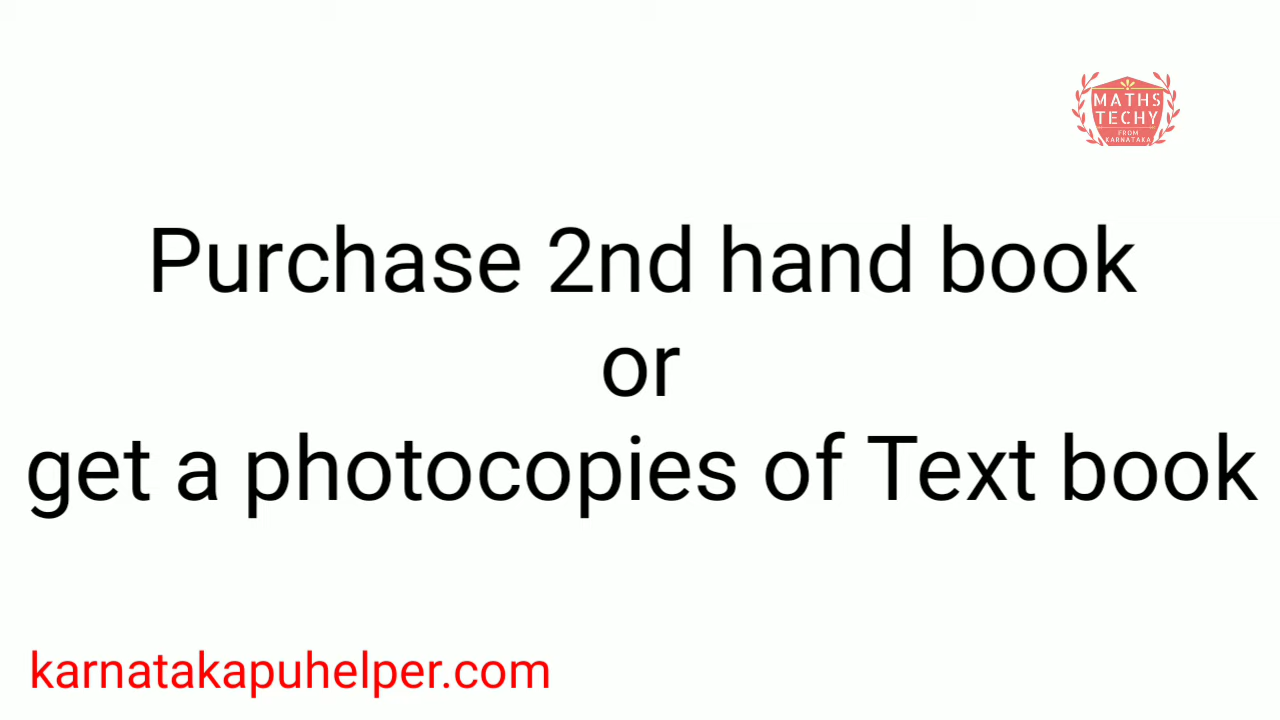 MATHS
TECHY
FROM
KARNATAKA
Purchase 2nd hand book
or
get a photocopies of Text book
karnatakapuhelper.com